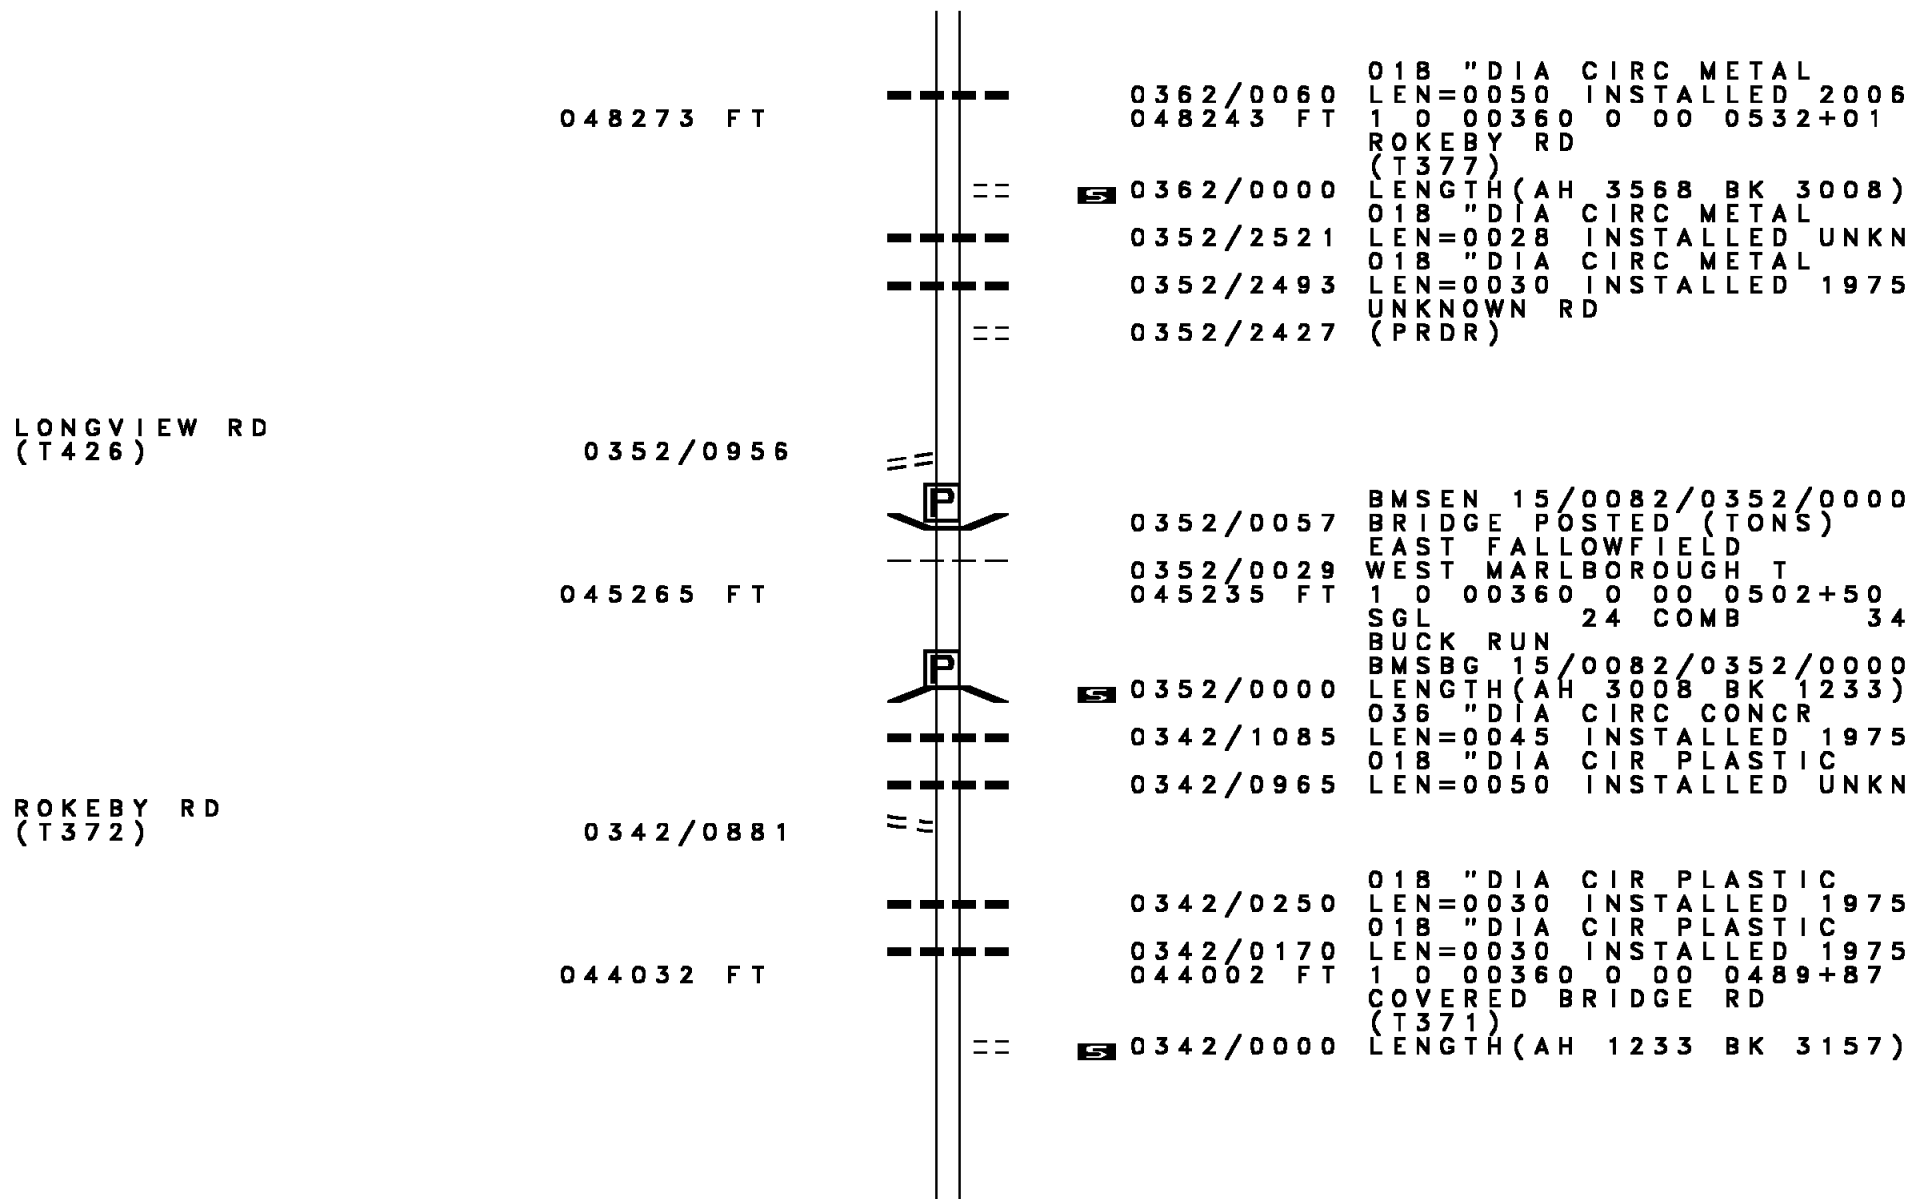 018 "DIA CIRC METAL
0362/0060 LEN=0050 INSTALLED 2006
048273 FT 048243 FT 1 0 00360 0 00 0532+01
ROKEBY RD
(T377)
S 0362/0000 LENGTH(AH 3568 BK 3008)
018 "DIA CIRC METAL
0352/2521 LEN=0028 INSTALLED UNKN
018 "DIA CIRC METAL
0352/2493 LEN=0030 INSTALLED 1975
UNKNOWN RD
0352/2427 (PRDR)
LONGVIEW RD
(T426) 0352/0956
P
BMSEN 15/0082/0352/0000
0352/0057 BRIDGE POSTED (TONS)
EAST FALLOWFIELD
0352/0029 WEST MARLBOROUGH T
045265 FT 045235 FT 1 0 00360 0 00 0502+50
SGL 24 COMB 34
BUCK RUN
P
BMSBG 15/0082/0352/0000
S 0352/0000 LENGTH(AH 3008 BK 1233)
036 "DIA CIRC CONCR
0342/1085 LEN=0045 INSTALLED 1975
018 "DIA CIR PLASTIC
0342/0965 LEN=0050 INSTALLED UNKN
ROKEBY RD
(T372) 0342/0881
018 "DIA CIR PLASTIC
0342/0250 LEN=0030 INSTALLED 1975
018 "DIA CIR PLASTIC
0342/0170 LEN=0030 INSTALLED 1975
044032 FT 044002 FT 1 0 00360 0 00 0489+87
COVERED BRIDGE RD
(T371)
S 0342/0000 LENGTH(AH 1233 BK 3157)